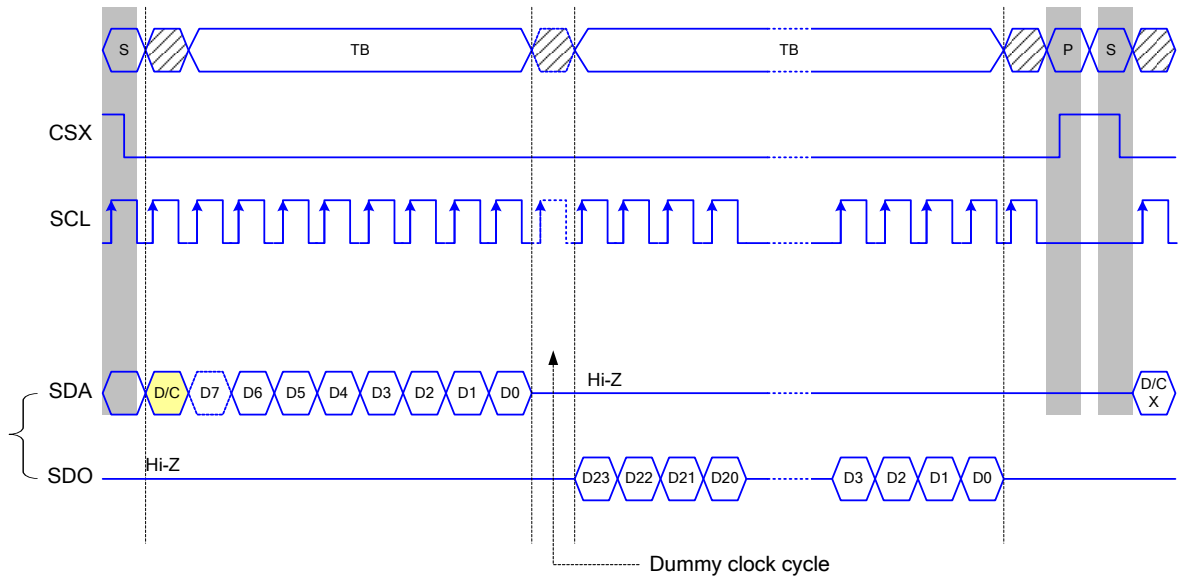 S TB TB P S
CSX
SCL
SDA D/C D7 D6 D5 D4 D3 D2 D1 D0 Hi-Z D/C
X
SDO Hi-Z D23 D22 D21 D20 D3 D2 D1 D0
Dummy clock cycle